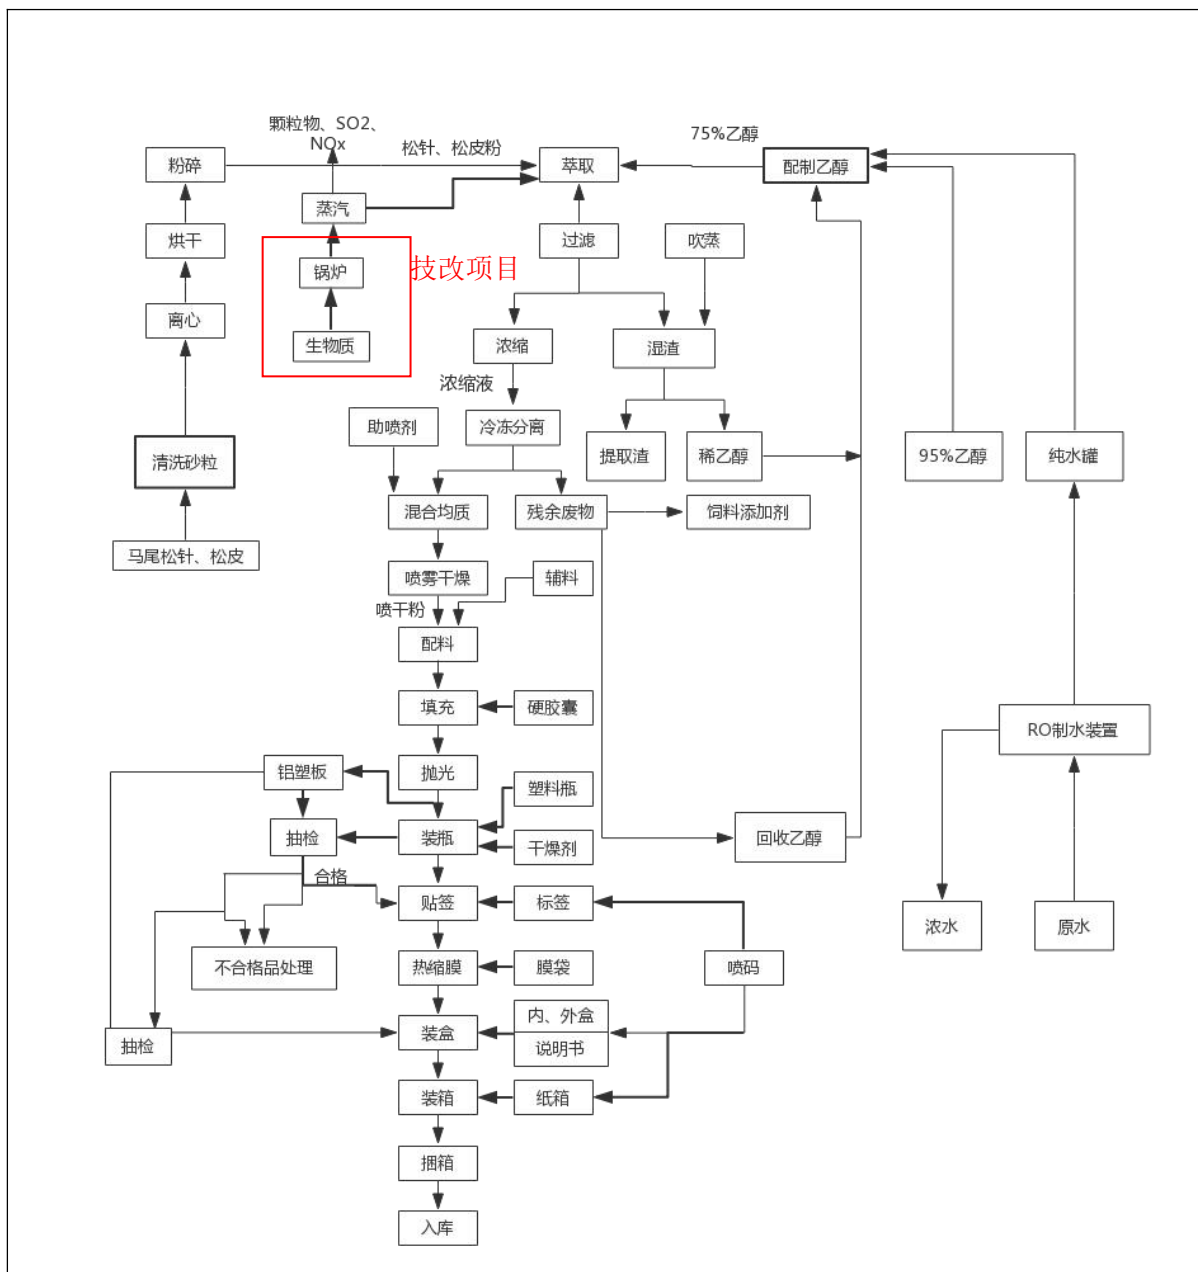 颗粒物、SO2、
NOx
粉碎
松针、松皮粉
萃取
75%乙醇
配制乙醇
蒸汽
烘干
过滤
吹蒸
锅炉
技改项目
离心
生物质
浓缩
湿渣
浓缩液
助喷剂
冷冻分离
清洗砂粒
提取渣
稀乙醇
95%乙醇
纯水罐
混合均质
残余废物
饲料添加剂
马尾松针、松皮
喷雾干燥
辅料
喷干粉
配料
填充
硬胶囊
RO制水装置
铝塑板
抛光
塑料瓶
抽检
装瓶
干燥剂
回收乙醇
合格
贴签
标签
浓水
原水
不合格品处理
热缩膜
膜袋
喷码
内、外盒
抽检
装盒
说明书
装箱
纸箱
捆箱
入库